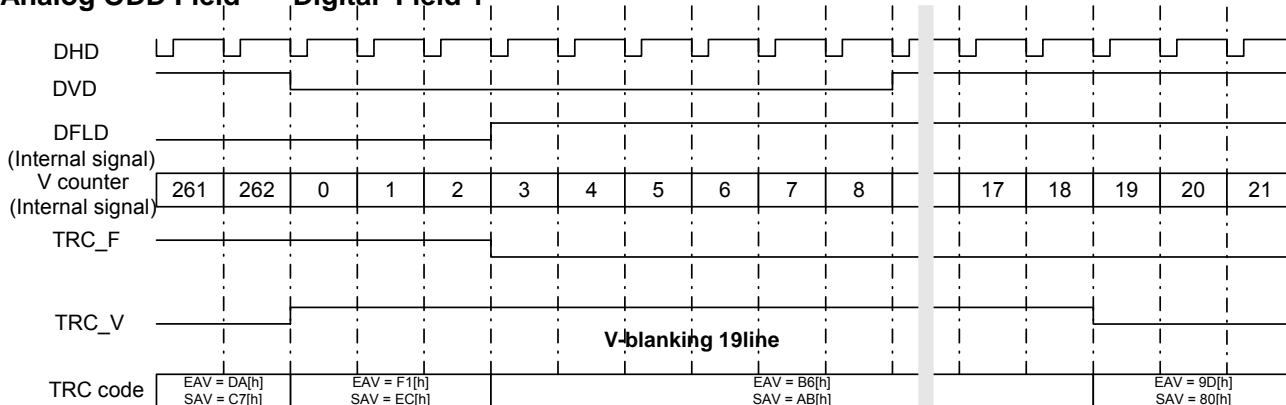 Analog ODD Field Digital Field 1
DHD
DVD
DFLD
(Internal signal)
V counter
(Internal signal)
261 262 0 1 2 3 4 5 6 7 8 17 18 19 20 21
TRC_F
TRC_V
V-blanking 19line
TRC code
EAV = DA[h]
SAV = C7[h]
EAV = F1[h]
SAV = EC[h]
EAV = B6[h]
SAV = AB[h]
EAV = 9D[h]
SAV = 80[h]